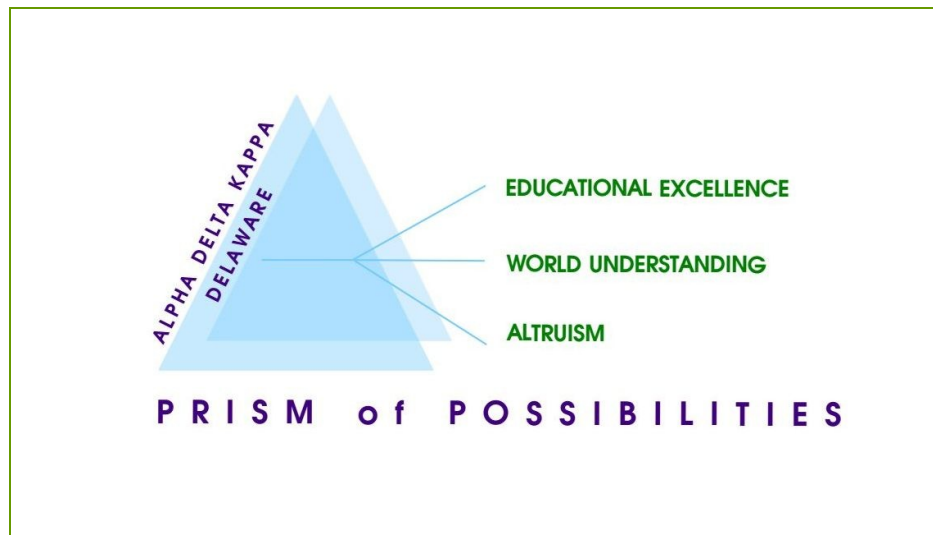 ALPHA DELTA KAPPA
DELAWARE
EDUCATIONAL EXCELLENCE
WORLD UNDERSTANDING
ALTRUISM
PRISM of POSSIBILITIES